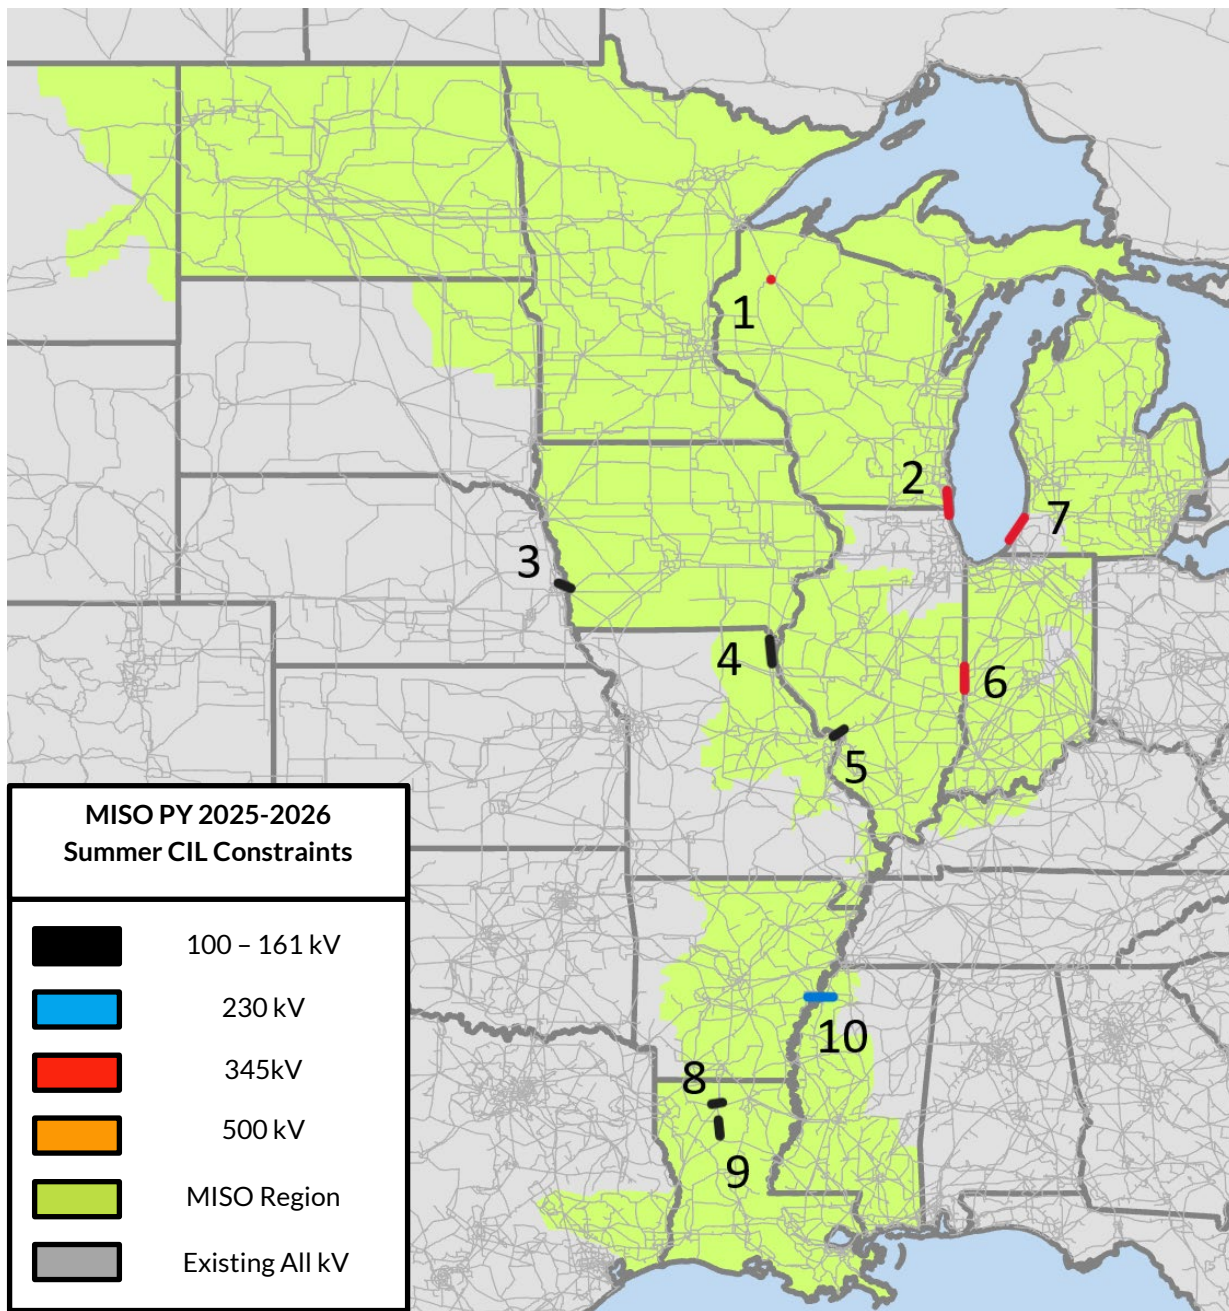 1
2
7
3
4
6
5
MISO PY 2025-2026
Summer CIL Constraints
100 – 161 kV
230 kV
345kV
500 kV
MISO Region
Existing All kV
10
8
9